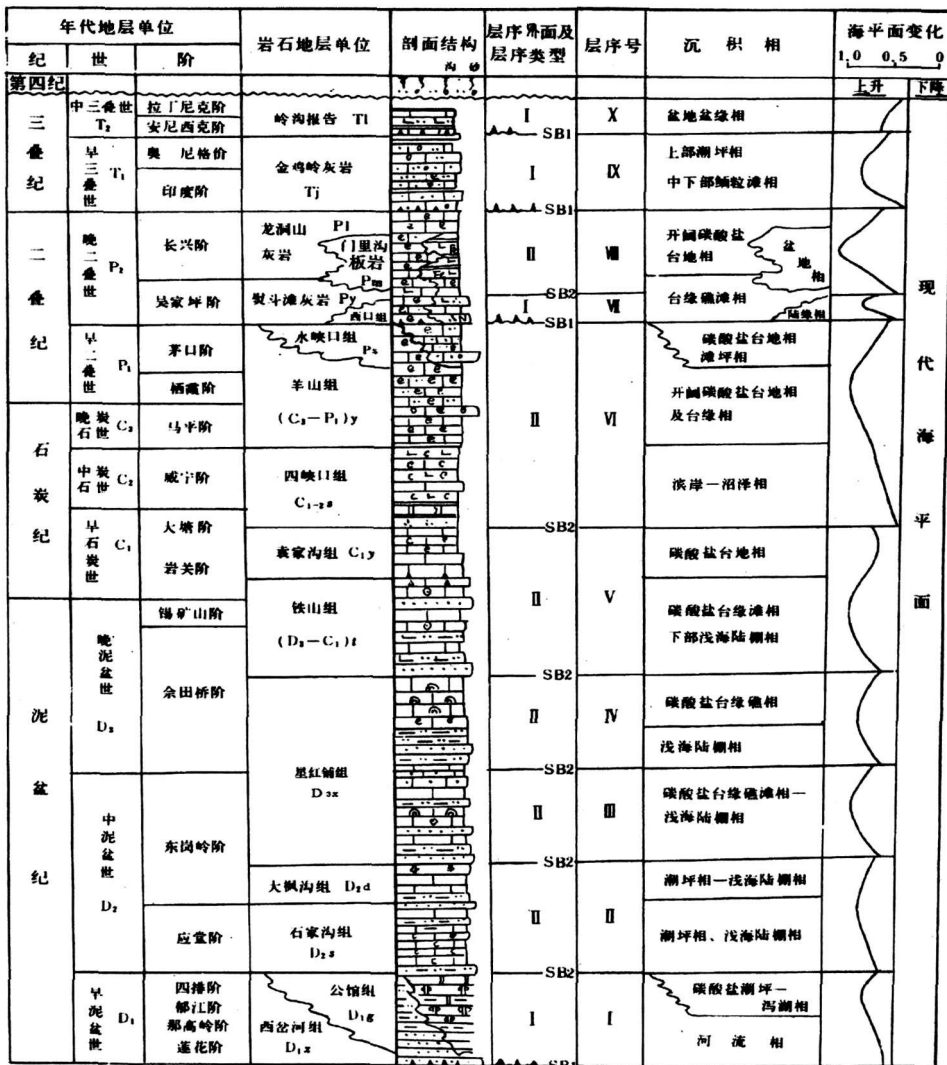 年代地层单位
纪 世 阶
岩石地层单位
剖面结构
沟 砂
层序界面及
层序类型
层序号
沉积相
海平面变化
1.0 0.5 0
上升 下降
第四纪
三叠纪
中三叠世
T₂
拉丁尼克阶
安尼西克阶
岭沟报告 Tl
I
SB1
X
盆地盆缘相
早三叠世 T₁
奥尼格价
印度阶
金鸡岭灰岩
Tj
I
SB1
IX
上部潮坪相
中下部鲕粒滩相
二叠纪
晚二叠世 P₂
长兴阶
龙洞山 Pl
灰岩
门里沟
板岩
Pm
II
SB2
VIII
开阔碳酸盐
台地相
盆地相
吴家坪阶
熨斗滩灰岩 Py
西口组
I
SB1
VII
台缘礁滩相
陆缘相
早二叠世 P₁
茅口阶
栖霞阶
水峡口组
Ps
羊山组
(C₃—P₁)y
II
VI
碳酸盐台地相
滩坪相
开阔碳酸盐台地相
及台缘相
石炭纪
晚石炭世 C₃
马平阶
中石炭世 C₂
威宁阶
四峡口组
C₁₋₂s
滨岸—沼泽相
SB2
早石炭世 C₁
大塘阶
岩关阶
袁家沟组 C₁y
碳酸盐台地相
II
V
铁山组
(D₃—C₁)t
碳酸盐台缘滩相
下部浅海陆棚相
SB2
泥盆纪
晚泥盆世
D₃
锡矿山阶
佘田桥阶
星红铺组
D₃x
II
IV
碳酸盐台缘礁相
浅海陆棚相
SB2
中泥盆世
D₂
东岗岭阶
II
III
碳酸盐台缘礁滩相—
浅海陆棚相
SB2
大枫沟组 D₂d
潮坪相—浅海陆棚相
II
II
应堂阶
石家沟组
D₂s
潮坪相、浅海陆棚相
SB2
早泥盆世 D₁
四排阶
郁江阶
那高岭阶
莲花阶
公馆组
D₁g
西岔河组
D₁x
I
I
碳酸盐潮坪—
泻湖相
河流相
SB1
现代海平面